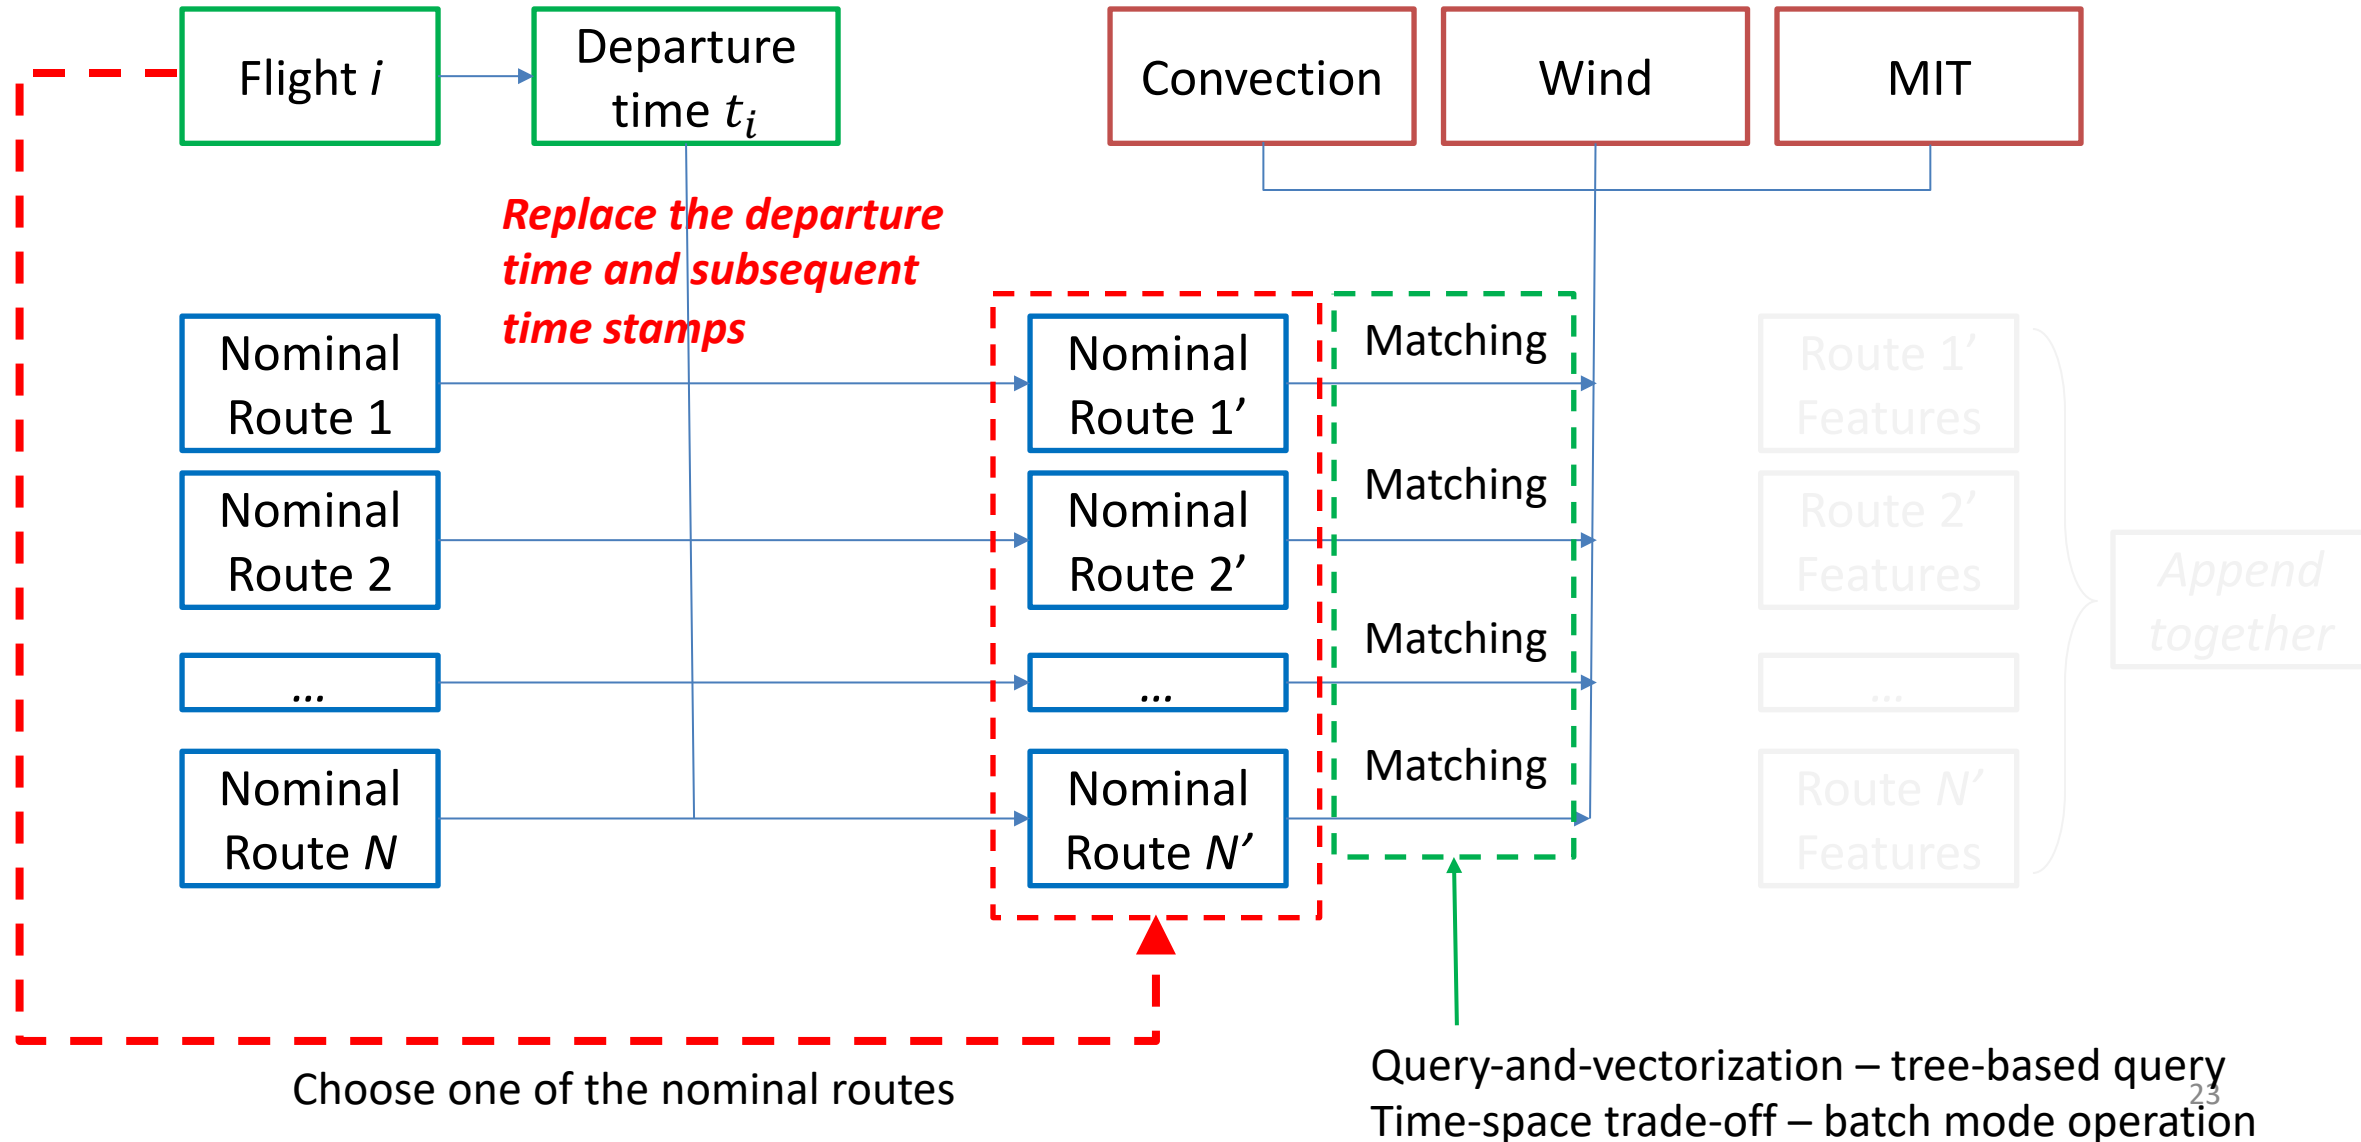 Flight i
Departure
time tᵢ
Convection
Wind
MIT
Replace the departure
time and subsequent
time stamps
Nominal
Route 1
Nominal
Route 2
...
Nominal
Route N
Nominal
Route 1’
Nominal
Route 2’
...
Nominal
Route N’
Matching
Matching
Matching
Matching
Route 1’
Features
Route 2’
Features
...
Route N’
Features
Append
together
Choose one of the nominal routes
Query-and-vectorization – tree-based query
Time-space trade-off – batch mode operation
23